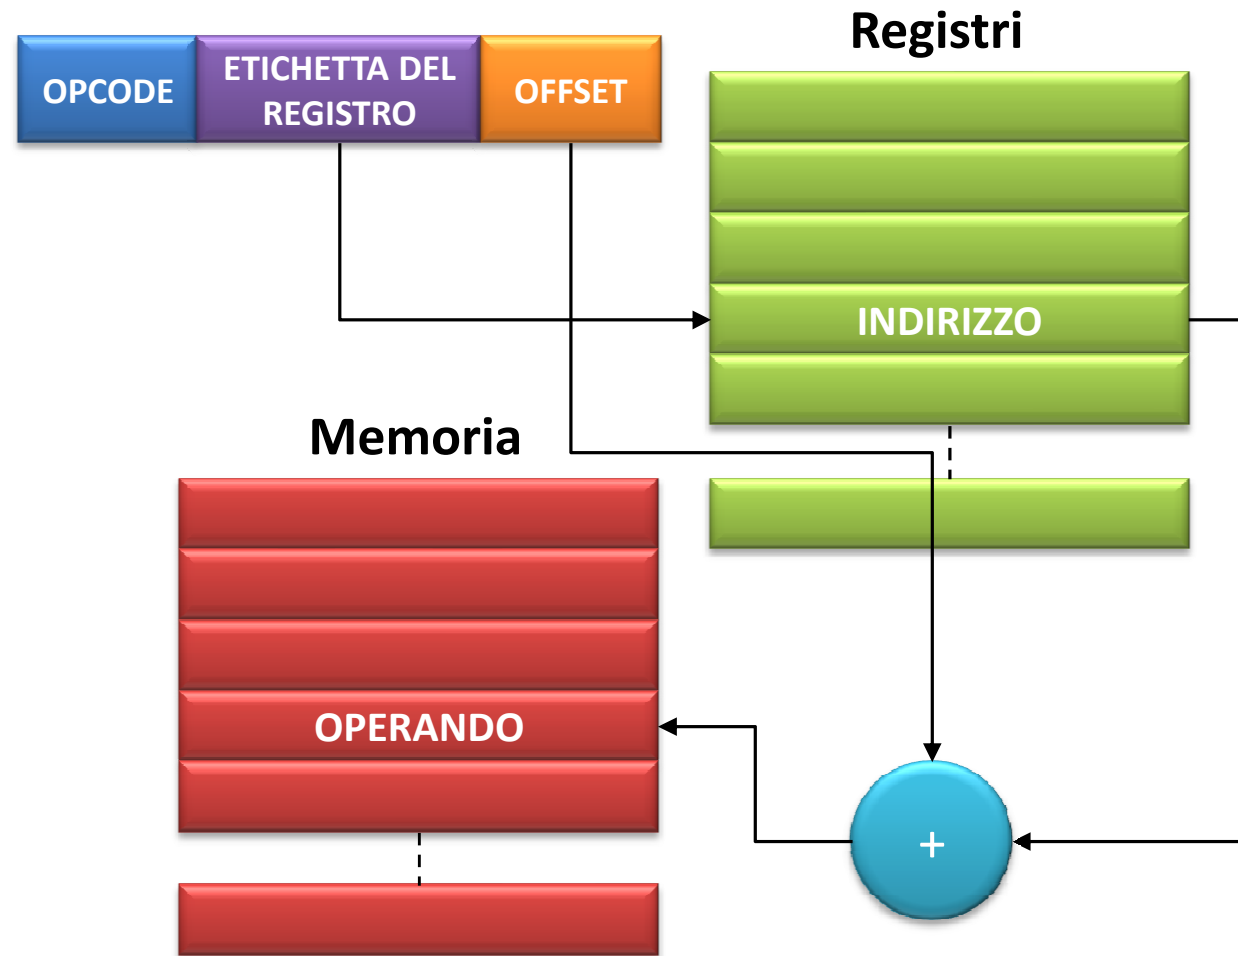 Registri
OPCODE
ETICHETTA DEL
REGISTRO
OFFSET
INDIRIZZO
Memoria
OPERANDO
+